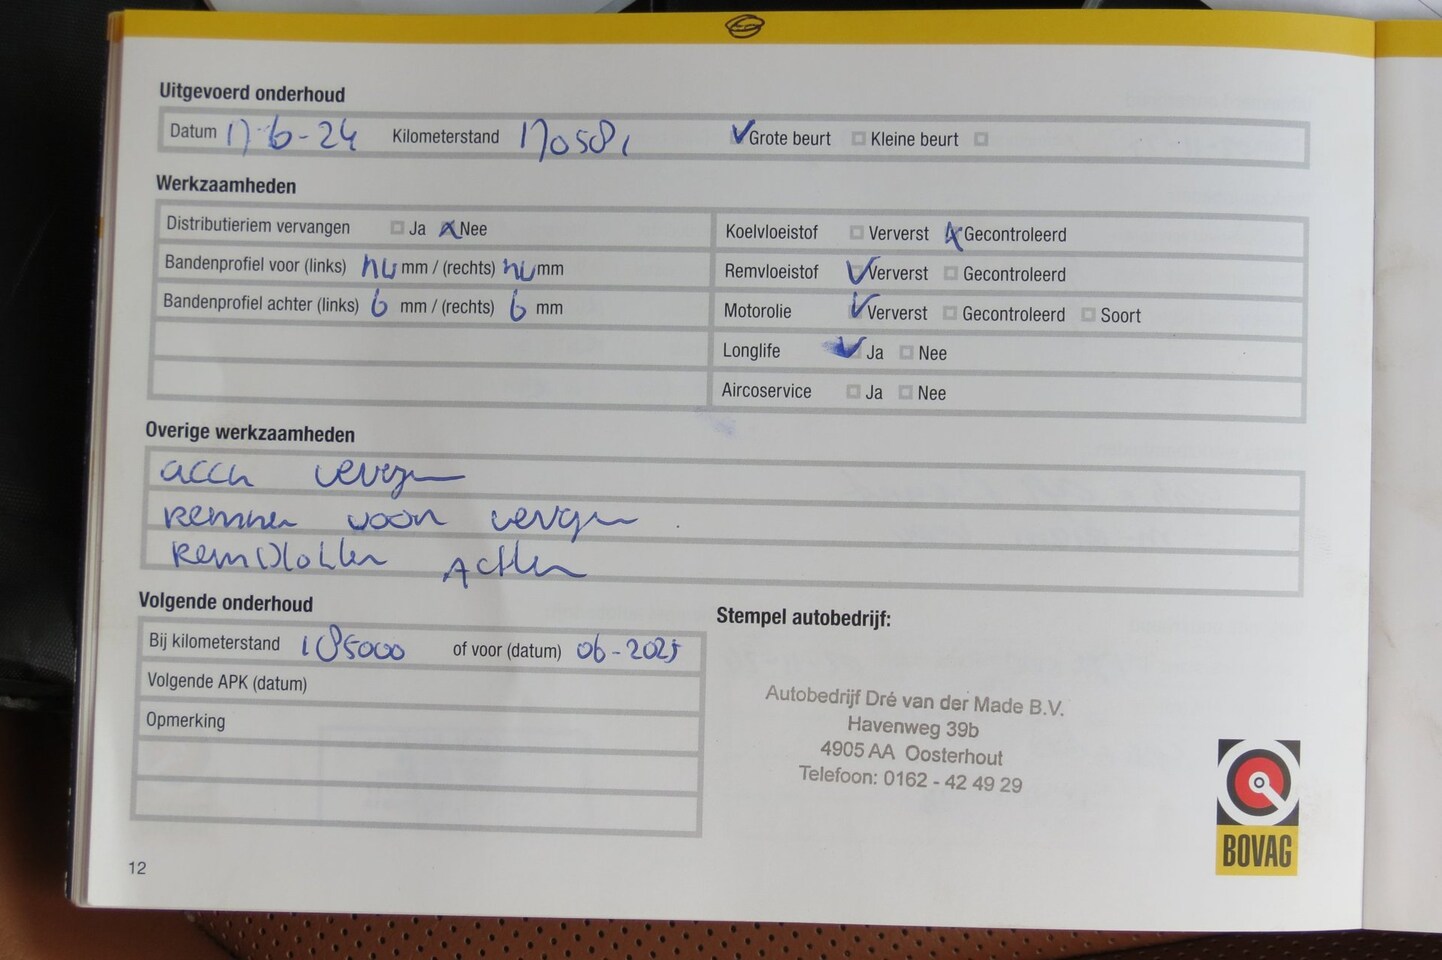 Uitgevoerd onderhoud
Datum 17-6-24 Kilometerstand 170581 Grote beurt Kleine beurt
Werkzaamheden
Distributieriem vervangen Ja Nee
Bandenprofiel voor (links) mm / (rechts) mm
Bandenprofiel achter (links) 6 mm / (rechts) 6 mm
Koelvloeistof Ververst Gecontroleerd
Remvloeistof Ververst Gecontroleerd
Motorolie Ververst Gecontroleerd Soort
Longlife Ja Nee
Aircoservice Ja Nee
Overige werkzaamheden
accu
voor
Achter
Volgende onderhoud
Bij kilometerstand 185000 of voor (datum) 06-2025
Volgende APK (datum)
Opmerking
Stempel autobedrijf:
Autobedrijf Dré van der Made B.V.
Havenweg 39b
4905 AA Oosterhout
Telefoon: 0162 - 42 49 29
BOVAG
12